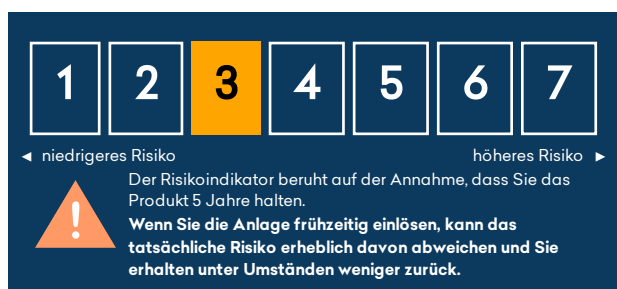 1 2 3 4 5 6 7
◄ niedrigeres Risiko höheres Risiko ►
Der Risikoindikator beruht auf der Annahme, dass Sie das
Produkt 5 Jahre halten.
Wenn Sie die Anlage frühzeitig einlösen, kann das
tatsächliche Risiko erheblich davon abweichen und Sie
erhalten unter Umständen weniger zurück.